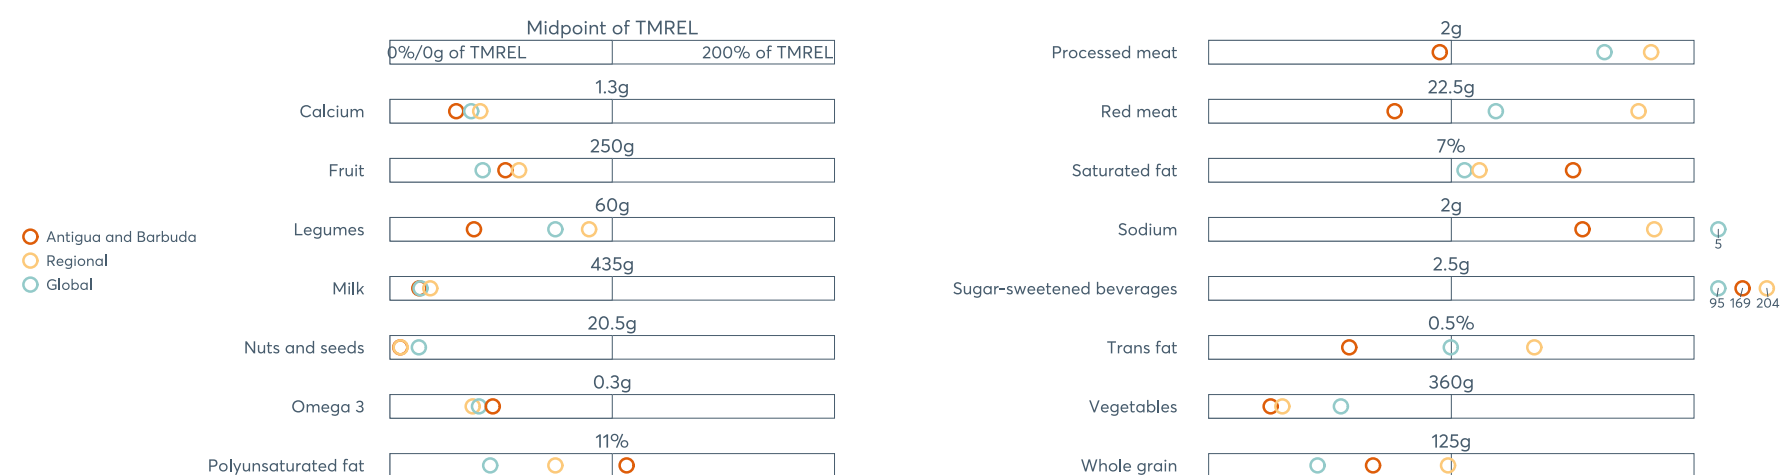 Midpoint of TMREL
0%/0g of TMREL 200% of TMREL
1.3g
Calcium
250g
Fruit
60g
Legumes
435g
Milk
20.5g
Nuts and seeds
0.3g
Omega 3
11%
Polyunsaturated fat
Antigua and Barbuda
Regional
Global
2g
Processed meat
22.5g
Red meat
7%
Saturated fat
2g
Sodium
5
2.5g
Sugar-sweetened beverages
95 169 204
0.5%
Trans fat
360g
Vegetables
125g
Whole grain